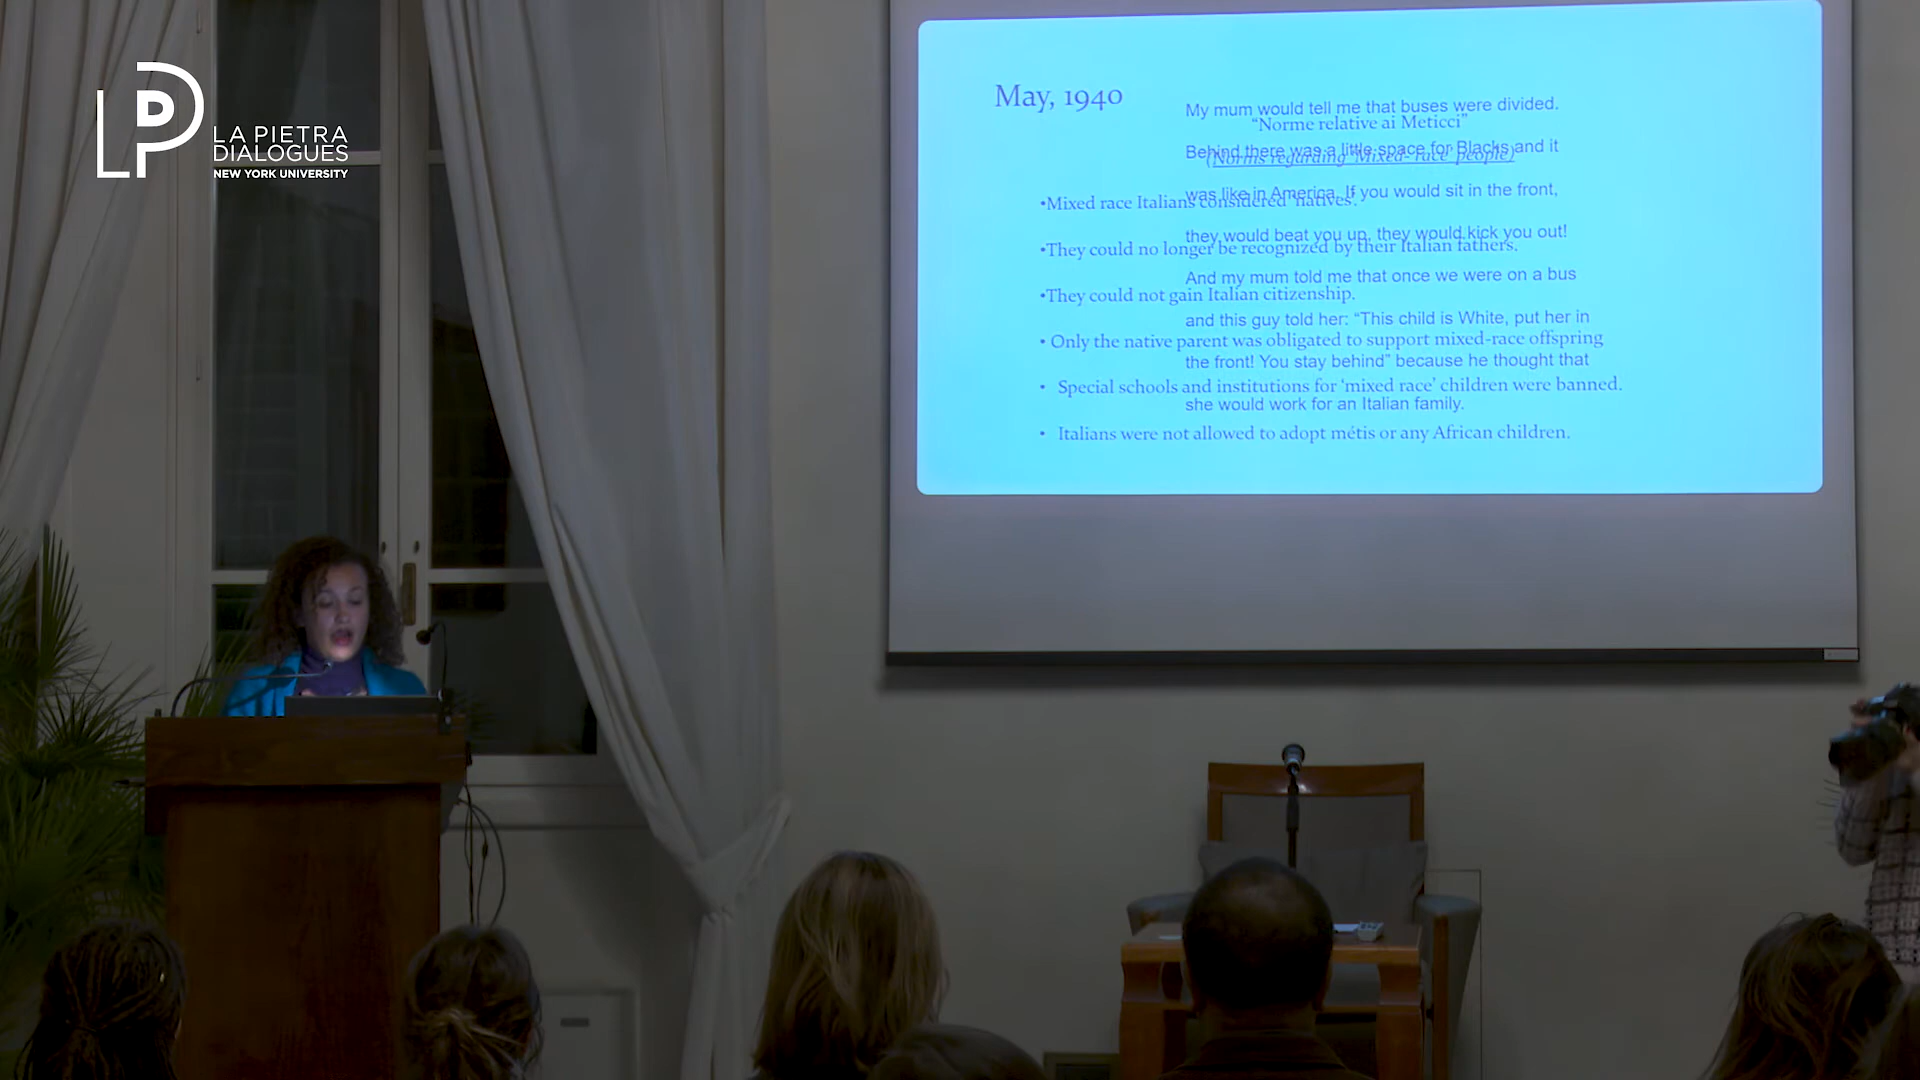 LA PIETRA
DIALOGUES
NEW YORK UNIVERSITY
May, 1940
"Norme relative ai Meticci"
(Norms regarding 'Mixed- race' people)
•Mixed race Italians considered 'natives'.
•They could no longer be recognized by their Italian fathers.
•They could not gain Italian citizenship.
• Only the native parent was obligated to support mixed-race offspring
• Special schools and institutions for 'mixed race' children were banned.
• Italians were not allowed to adopt métis or any African children.
My mum would tell me that buses were divided.
Behind there was a little space for Blacks and it
was like in America. If you would sit in the front,
they would beat you up, they would kick you out!
And my mum told me that once we were on a bus
and this guy told her: "This child is White, put her in
the front! You stay behind" because he thought that
she would work for an Italian family.